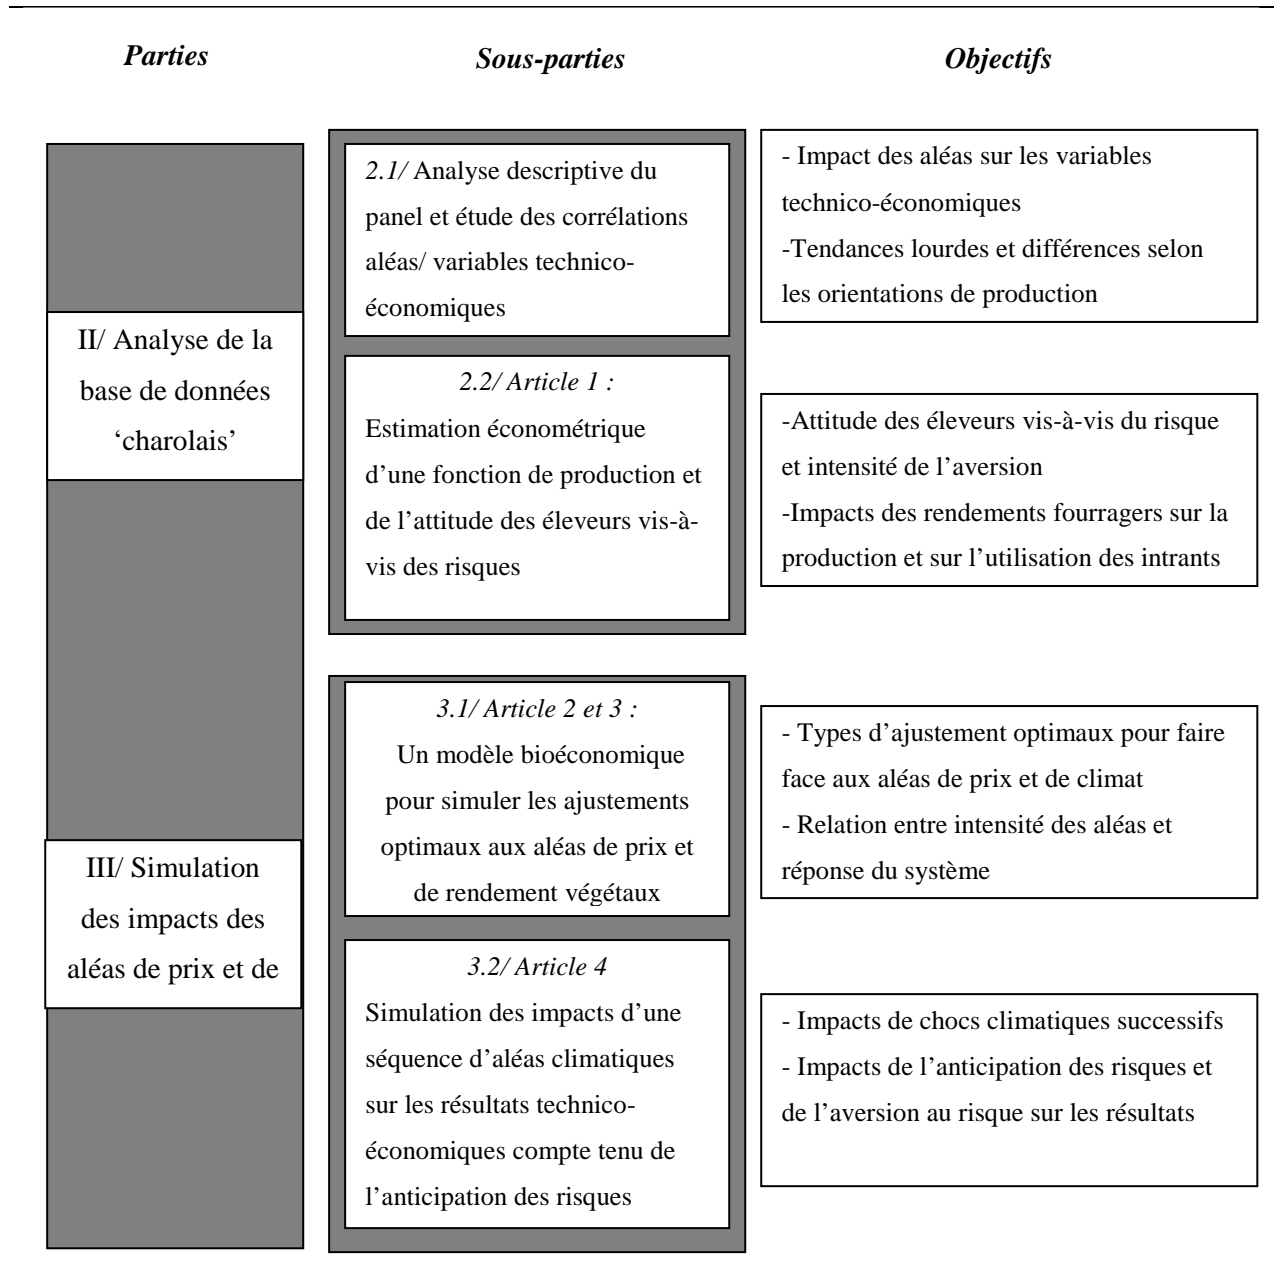 Parties
Sous-parties
Objectifs
II/ Analyse de la
base de données
‘charolais’
2.1/ Analyse descriptive du
panel et étude des corrélations
aléas/ variables technico-
économiques
- Impact des aléas sur les variables
technico-économiques
-Tendances lourdes et différences selon
les orientations de production
2.2/ Article 1 :
Estimation économétrique
d’une fonction de production et
de l’attitude des éleveurs vis-à-
vis des risques
-Attitude des éleveurs vis-à-vis du risque
et intensité de l’aversion
-Impacts des rendements fourragers sur la
production et sur l’utilisation des intrants
III/ Simulation
des impacts des
aléas de prix et de
3.1/ Article 2 et 3 :
Un modèle bioéconomique
pour simuler les ajustements
optimaux aux aléas de prix et
de rendement végétaux
- Types d’ajustement optimaux pour faire
face aux aléas de prix et de climat
- Relation entre intensité des aléas et
réponse du système
3.2/ Article 4
Simulation des impacts d’une
séquence d’aléas climatiques
sur les résultats technico-
économiques compte tenu de
l’anticipation des risques
- Impacts de chocs climatiques successifs
- Impacts de l’anticipation des risques et
de l’aversion au risque sur les résultats